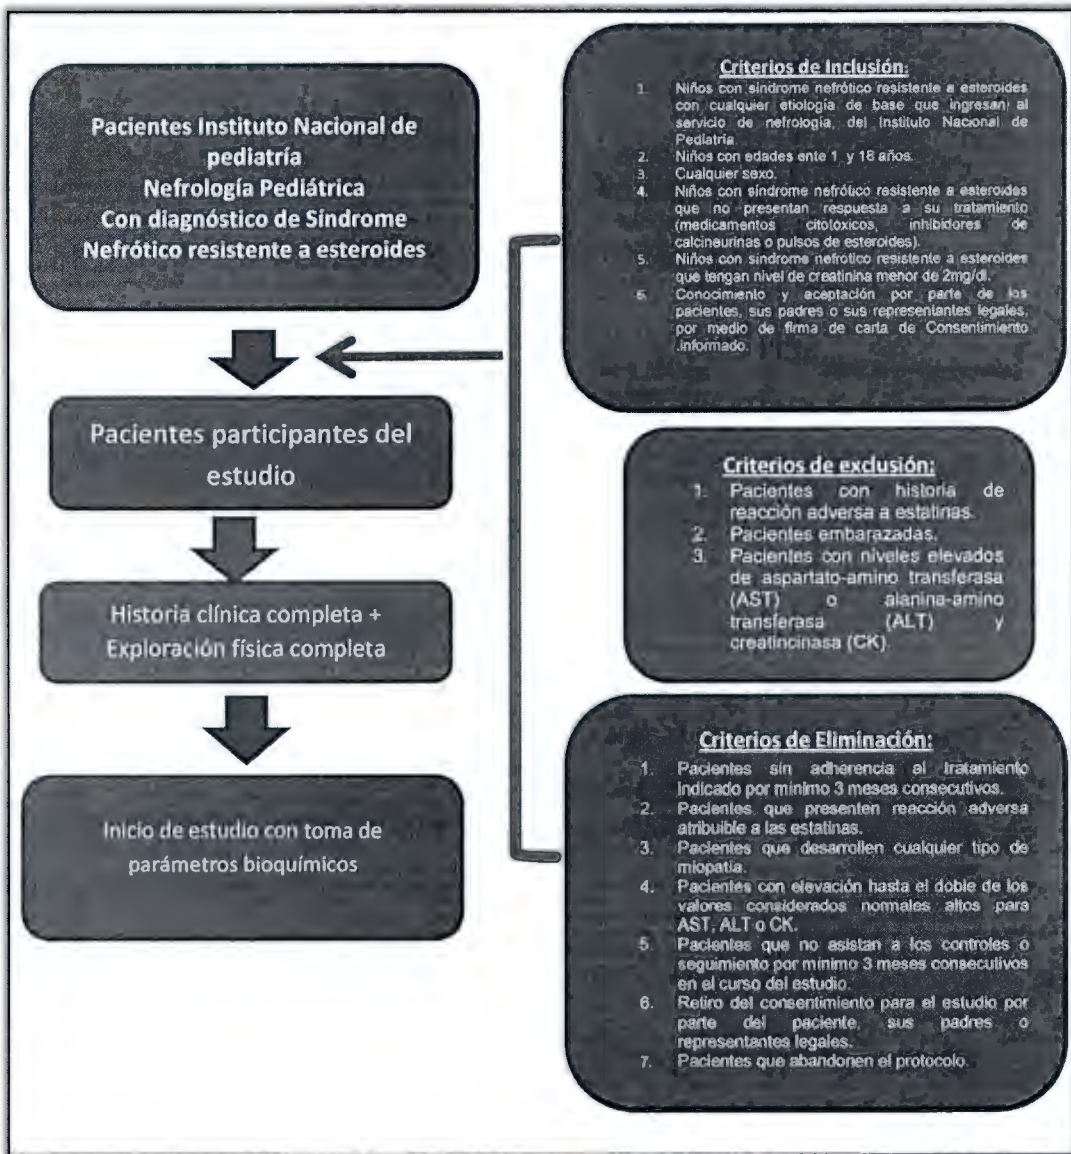 Pacientes Instituto Nacional de
pediatría
Nefrología Pediátrica
Con diagnóstico de Síndrome
Nefrótico resistente a esteroides
Pacientes participantes del
estudio
Historia clínica completa +
Exploración física completa
Inicio de estudio con toma de
parámetros bioquímicos
Criterios de Inclusión:
1. Niños con síndrome nefrótico resistente a esteroides
con cualquier etiología de base que ingresan al
servicio de nefrología, del Instituto Nacional de
Pediatría.
2. Niños con edades ente 1 y 18 años.
3. Cualquier sexo.
4. Niños con síndrome nefrótico resistente a esteroides
que no presentan respuesta a su tratamiento
(medicamentos citotóxicos, inhibidores de
calcineurinas o pulsos de esteroides).
5. Niños con síndrome nefrótico resistente a esteroides
que tengan nivel de creatinina menor de 2mg/dl.
6. Conocimiento y aceptación por parte de los
pacientes, sus padres o sus representantes legales,
por medio de firma de carta de Consentimiento
informado.
Criterios de exclusión:
1. Pacientes con historia de
reacción adversa a estatinas.
2. Pacientes embarazadas.
3. Pacientes con niveles elevados
de aspartato-amino transferasa
(AST) o alanina-amino
transferasa (ALT) y
creatincinasa (CK).
Criterios de Eliminación:
1. Pacientes sin adherencia al tratamiento
indicado por mínimo 3 meses consecutivos.
2. Pacientes que presenten reacción adversa
atribuible a las estatinas.
3. Pacientes que desarrollen cualquier tipo de
miopatía.
4. Pacientes con elevación hasta el doble de los
valores considerados normales altos para
AST, ALT o CK.
5. Pacientes que no asistan a los controles o
seguimiento por mínimo 3 meses consecutivos
en el curso del estudio.
6. Retiro del consentimiento para el estudio por
parte del paciente, sus padres o
representantes legales.
7. Pacientes que abandonen el protocolo.